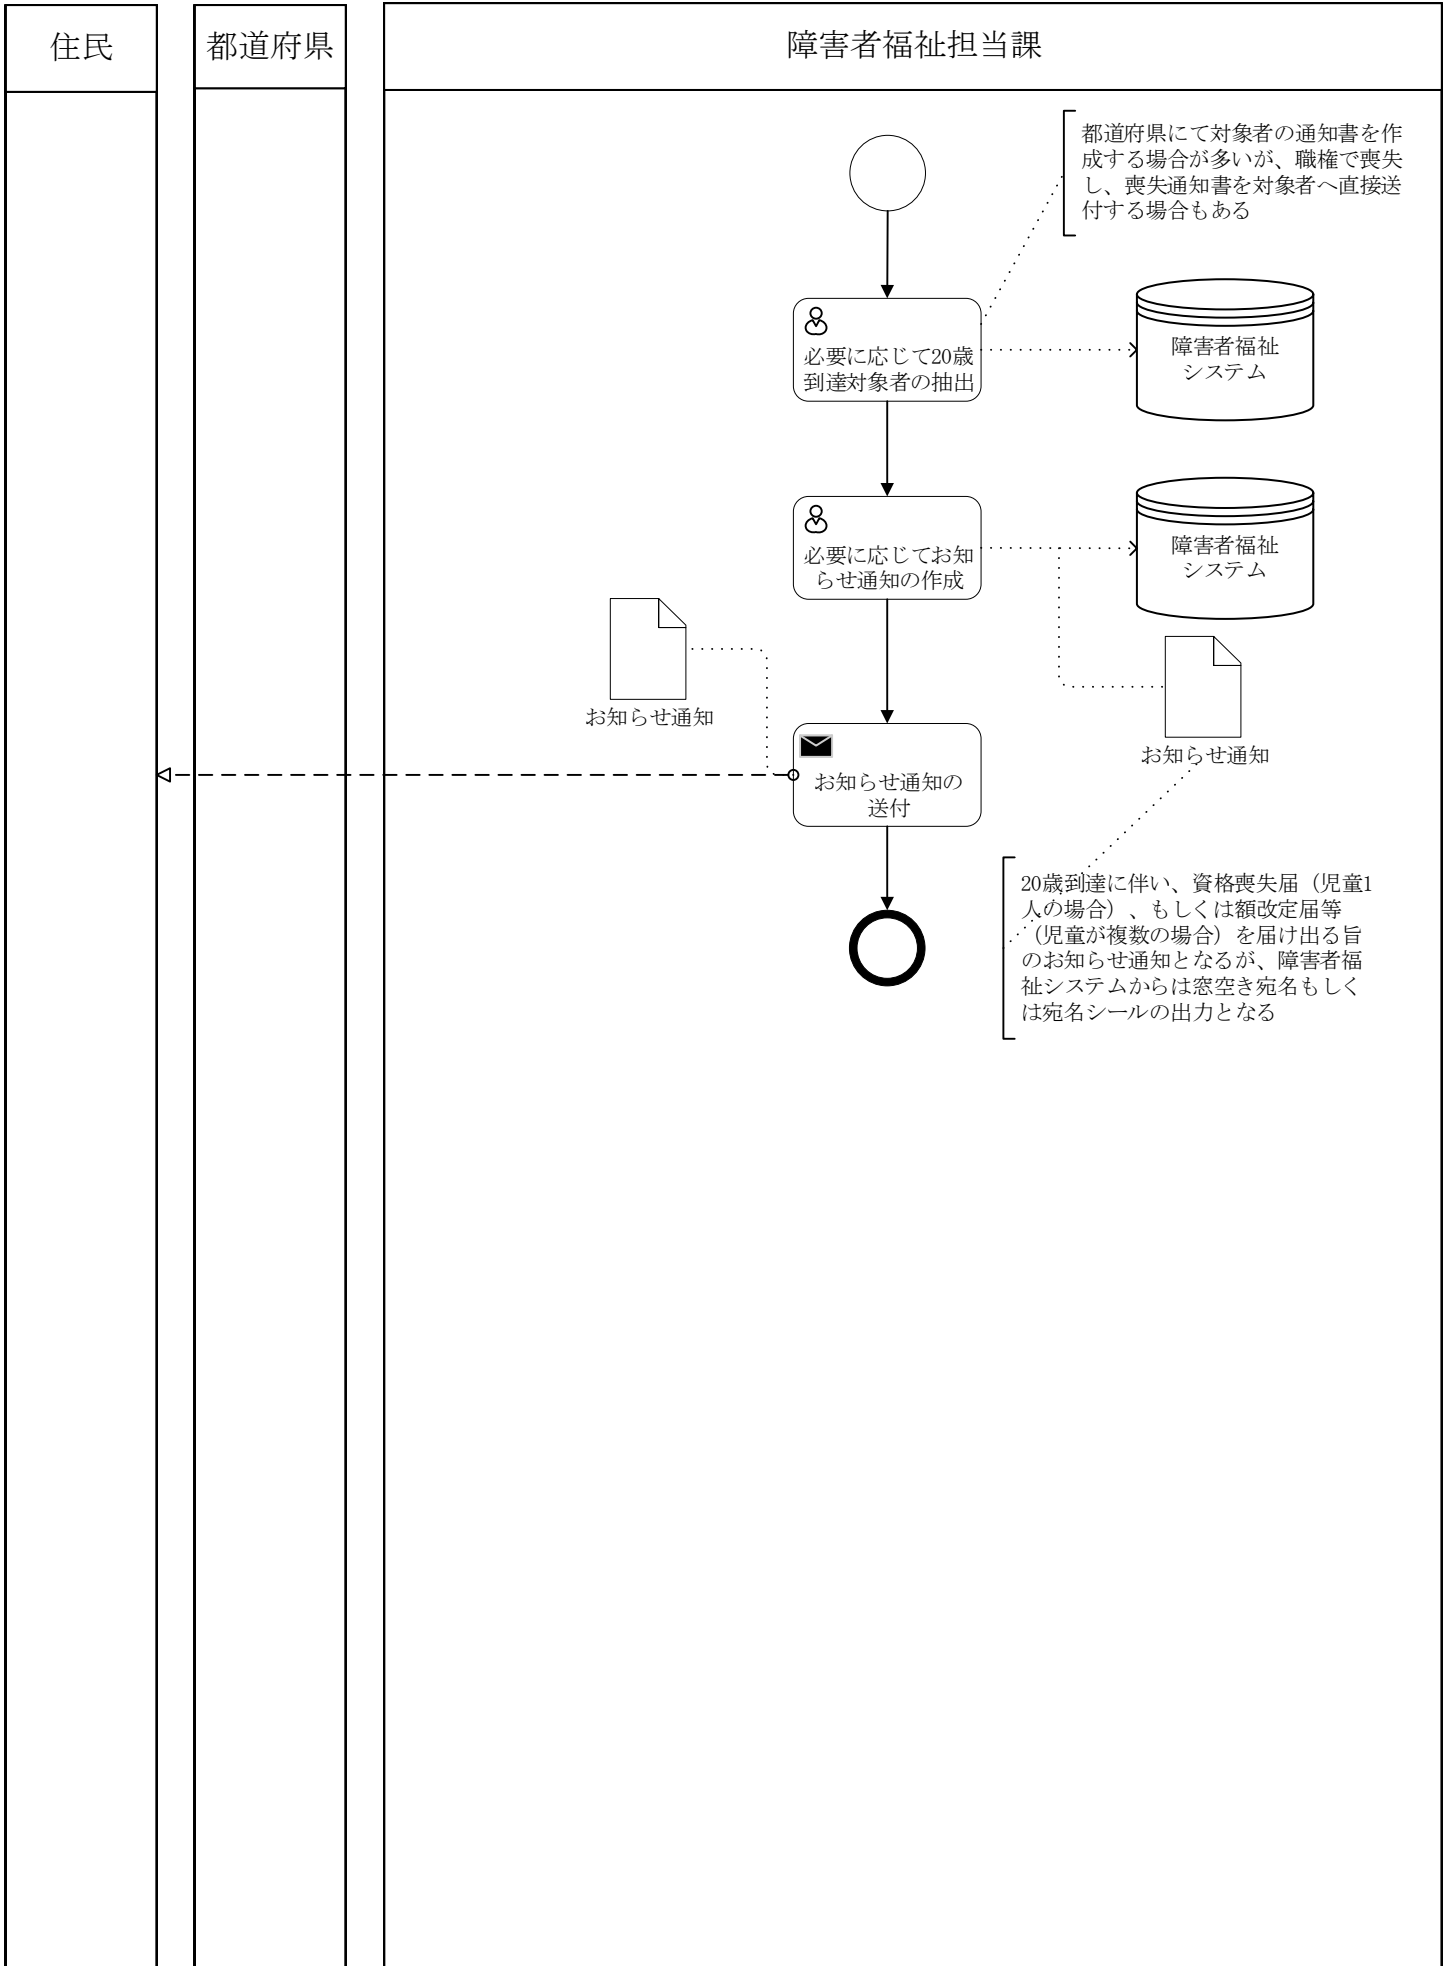 住民
都道府県
障害者福祉担当課
都道府県にて対象者の通知書を作
成する場合が多いが、職権で喪失
し、喪失通知書を対象者へ直接送
付する場合もある
必要に応じて20歳
到達対象者の抽出
障害者福祉
システム
必要に応じてお知
らせ通知の作成
障害者福祉
システム
お知らせ通知
お知らせ通知
お知らせ通知の
送付
20歳到達に伴い、資格喪失届（児童1
人の場合）、もしくは額改定届等
（児童が複数の場合）を届け出る旨
のお知らせ通知となるが、障害者福
祉システムからは窓空き宛名もしく
は宛名シールの出力となる